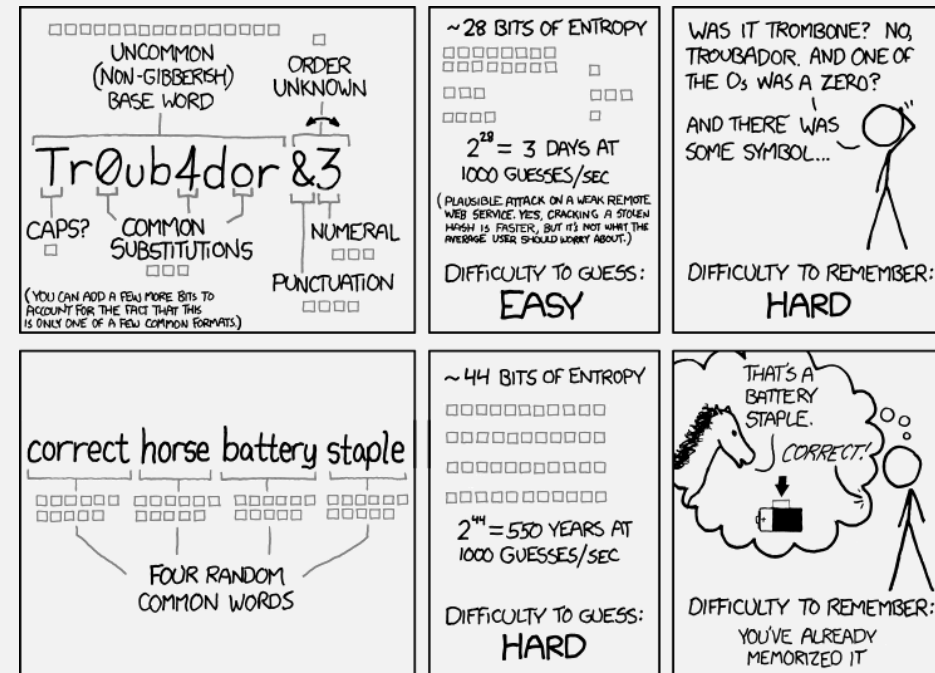 UNCOMMON
(NON-GIBBERISH)
BASE WORD
ORDER
UNKNOWN
Tr0ub4dor &3
CAPS?
COMMON
SUBSTITUTIONS
NUMERAL
PUNCTUATION
(YOU CAN ADD A FEW MORE BITS TO
ACCOUNT FOR THE FACT THAT THIS
IS ONLY ONE OF A FEW COMMON FORMATS.)
~28 BITS OF ENTROPY
2^28 = 3 DAYS AT
1000 GUESSES/SEC
(PLAUSIBLE ATTACK ON A WEAK REMOTE
WEB SERVICE. YES, CRACKING A STOLEN
HASH IS FASTER, BUT IT'S NOT WHAT THE
AVERAGE USER SHOULD WORRY ABOUT.)
DIFFICULTY TO GUESS:
EASY
WAS IT TROMBONE? NO,
TROUBADOR. AND ONE OF
THE Os WAS A ZERO?
AND THERE WAS
SOME SYMBOL...
DIFFICULTY TO REMEMBER:
HARD
correct horse battery staple
FOUR RANDOM
COMMON WORDS
~44 BITS OF ENTROPY
2^44 = 550 YEARS AT
1000 GUESSES/SEC
DIFFICULTY TO GUESS:
HARD
THAT'S A
BATTERY
STAPLE.
CORRECT!
DIFFICULTY TO REMEMBER:
YOU'VE ALREADY
MEMORIZED IT